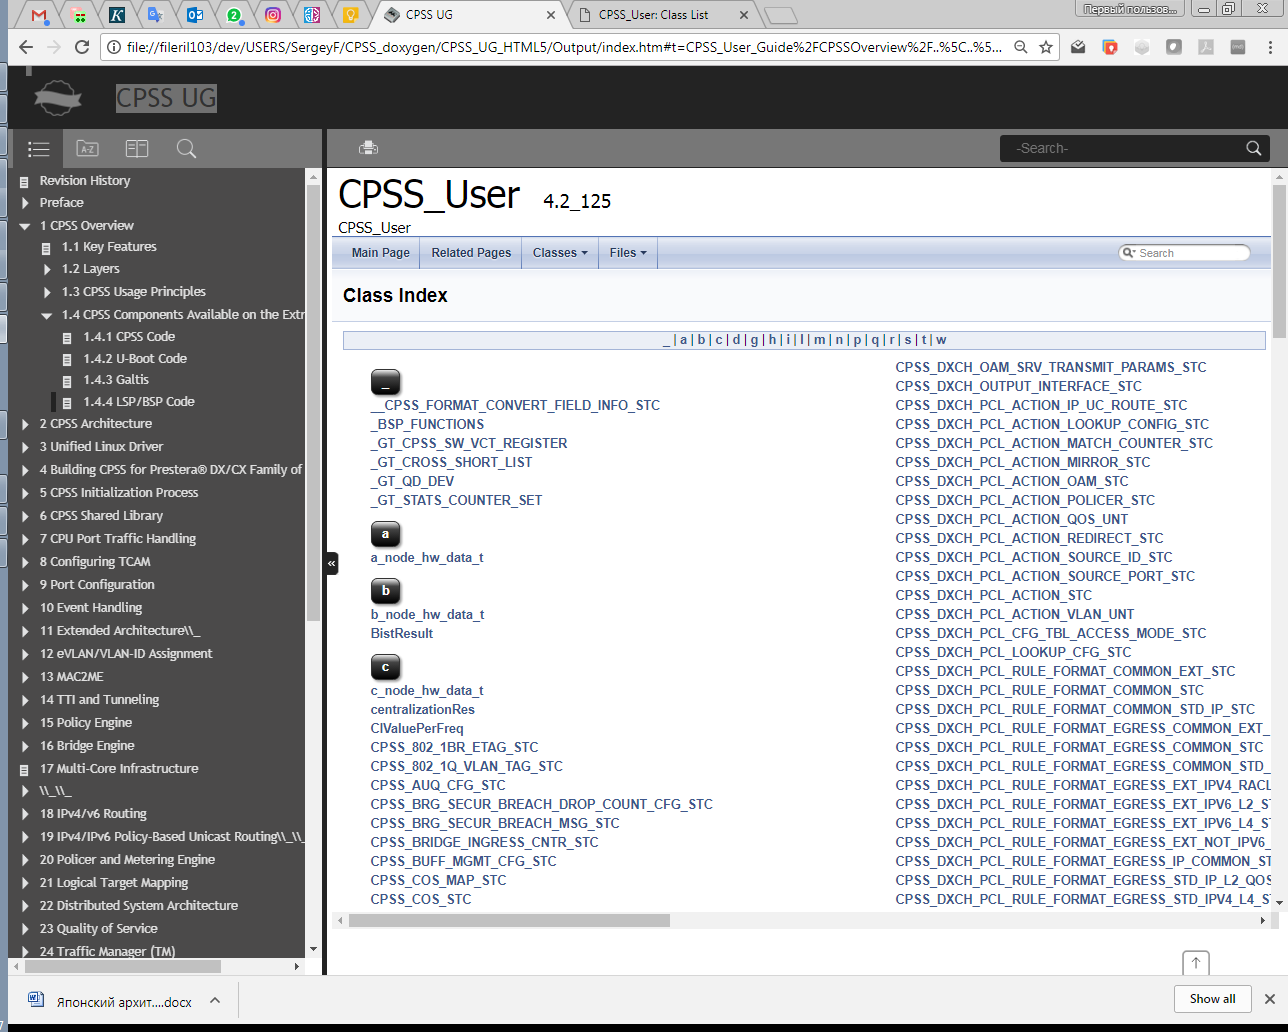 CPSS UG
CPSS_User: Class List
Первый пользов...
file://fileril103/dev/USERS/SergeyF/CPSS_doxygen/CPSS_UG_HTML5/Output/index.htm#t=CPSS_User_Guide%2FCPSSOverview%2F..%5C..%5...
CPSS UG
A-Z
-Search-
Revision History
Preface
1 CPSS Overview
1.1 Key Features
1.2 Layers
1.3 CPSS Usage Principles
1.4 CPSS Components Available on the Extr
1.4.1 CPSS Code
1.4.2 U-Boot Code
1.4.3 Galtis
1.4.4 LSP/BSP Code
2 CPSS Architecture
3 Unified Linux Driver
4 Building CPSS for Prestera® DX/CX Family of
5 CPSS Initialization Process
6 CPSS Shared Library
7 CPU Port Traffic Handling
8 Configuring TCAM
9 Port Configuration
10 Event Handling
11 Extended Architecture\\_
12 eVLAN/VLAN-ID Assignment
13 MAC2ME
14 TTI and Tunneling
15 Policy Engine
16 Bridge Engine
17 Multi-Core Infrastructure
\\_\\_
18 IPv4/v6 Routing
19 IPv4/IPv6 Policy-Based Unicast Routing\\_\\_
20 Policer and Metering Engine
21 Logical Target Mapping
22 Distributed System Architecture
23 Quality of Service
24 Traffic Manager (TM)
CPSS_User 4.2_125
CPSS_User
Main Page Related Pages Classes Files Search
Class Index
_ | a | b | c | d | g | h | i | l | m | n | p | q | r | s | t | w
_
__CPSS_FORMAT_CONVERT_FIELD_INFO_STC
_BSP_FUNCTIONS
_GT_CPSS_SW_VCT_REGISTER
_GT_CROSS_SHORT_LIST
_GT_QD_DEV
_GT_STATS_COUNTER_SET
a
a_node_hw_data_t
b
b_node_hw_data_t
BistResult
c
c_node_hw_data_t
centralizationRes
CIValuePerFreq
CPSS_802_1BR_ETAG_STC
CPSS_802_1Q_VLAN_TAG_STC
CPSS_AUQ_CFG_STC
CPSS_BRG_SECUR_BREACH_DROP_COUNT_CFG_STC
CPSS_BRG_SECUR_BREACH_MSG_STC
CPSS_BRIDGE_INGRESS_CNTR_STC
CPSS_BUFF_MGMT_CFG_STC
CPSS_COS_MAP_STC
CPSS_COS_STC
CPSS_DXCH_OAM_SRV_TRANSMIT_PARAMS_STC
CPSS_DXCH_OUTPUT_INTERFACE_STC
CPSS_DXCH_PCL_ACTION_IP_UC_ROUTE_STC
CPSS_DXCH_PCL_ACTION_LOOKUP_CONFIG_STC
CPSS_DXCH_PCL_ACTION_MATCH_COUNTER_STC
CPSS_DXCH_PCL_ACTION_MIRROR_STC
CPSS_DXCH_PCL_ACTION_OAM_STC
CPSS_DXCH_PCL_ACTION_POLICER_STC
CPSS_DXCH_PCL_ACTION_QOS_UNT
CPSS_DXCH_PCL_ACTION_REDIRECT_STC
CPSS_DXCH_PCL_ACTION_SOURCE_ID_STC
CPSS_DXCH_PCL_ACTION_SOURCE_PORT_STC
CPSS_DXCH_PCL_ACTION_STC
CPSS_DXCH_PCL_ACTION_VLAN_UNT
CPSS_DXCH_PCL_CFG_TBL_ACCESS_MODE_STC
CPSS_DXCH_PCL_LOOKUP_CFG_STC
CPSS_DXCH_PCL_RULE_FORMAT_COMMON_EXT_STC
CPSS_DXCH_PCL_RULE_FORMAT_COMMON_STC
CPSS_DXCH_PCL_RULE_FORMAT_COMMON_STD_IP_STC
CPSS_DXCH_PCL_RULE_FORMAT_EGRESS_COMMON_EXT_
CPSS_DXCH_PCL_RULE_FORMAT_EGRESS_COMMON_STC
CPSS_DXCH_PCL_RULE_FORMAT_EGRESS_COMMON_STD_
CPSS_DXCH_PCL_RULE_FORMAT_EGRESS_EXT_IPV4_RACL
CPSS_DXCH_PCL_RULE_FORMAT_EGRESS_EXT_IPV6_L2_ST
CPSS_DXCH_PCL_RULE_FORMAT_EGRESS_EXT_IPV6_L4_ST
CPSS_DXCH_PCL_RULE_FORMAT_EGRESS_EXT_NOT_IPV6_
CPSS_DXCH_PCL_RULE_FORMAT_EGRESS_IP_COMMON_ST
CPSS_DXCH_PCL_RULE_FORMAT_EGRESS_STD_IP_L2_QOS
CPSS_DXCH_PCL_RULE_FORMAT_EGRESS_STD_IPV4_L4_ST
Японский архит....docx
Show all